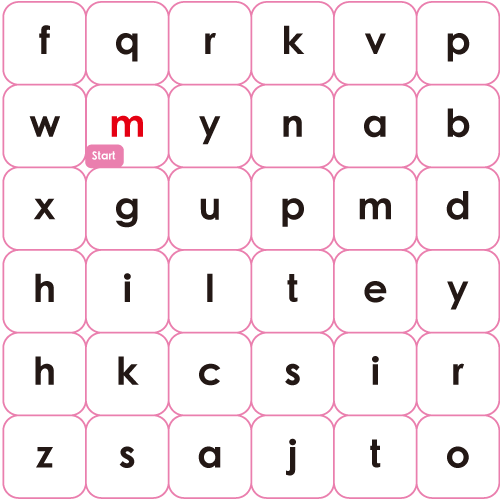 f q r k v p
w m y n a b
Start
x g u p m d
h i l t e y
h k c s i r
z s a j t o